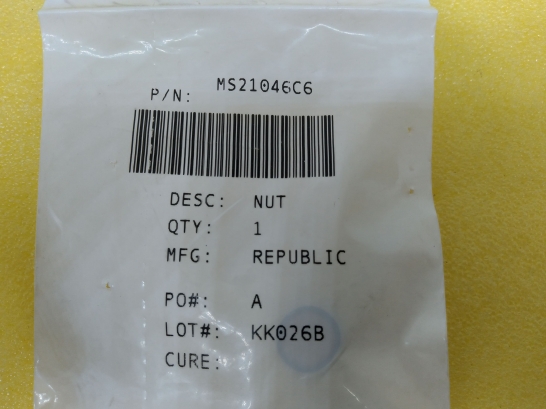 P/N: MS21046C6
DESC: NUT
QTY: 1
MFG: REPUBLIC
PO#: A
LOT#: KK026B
CURE: